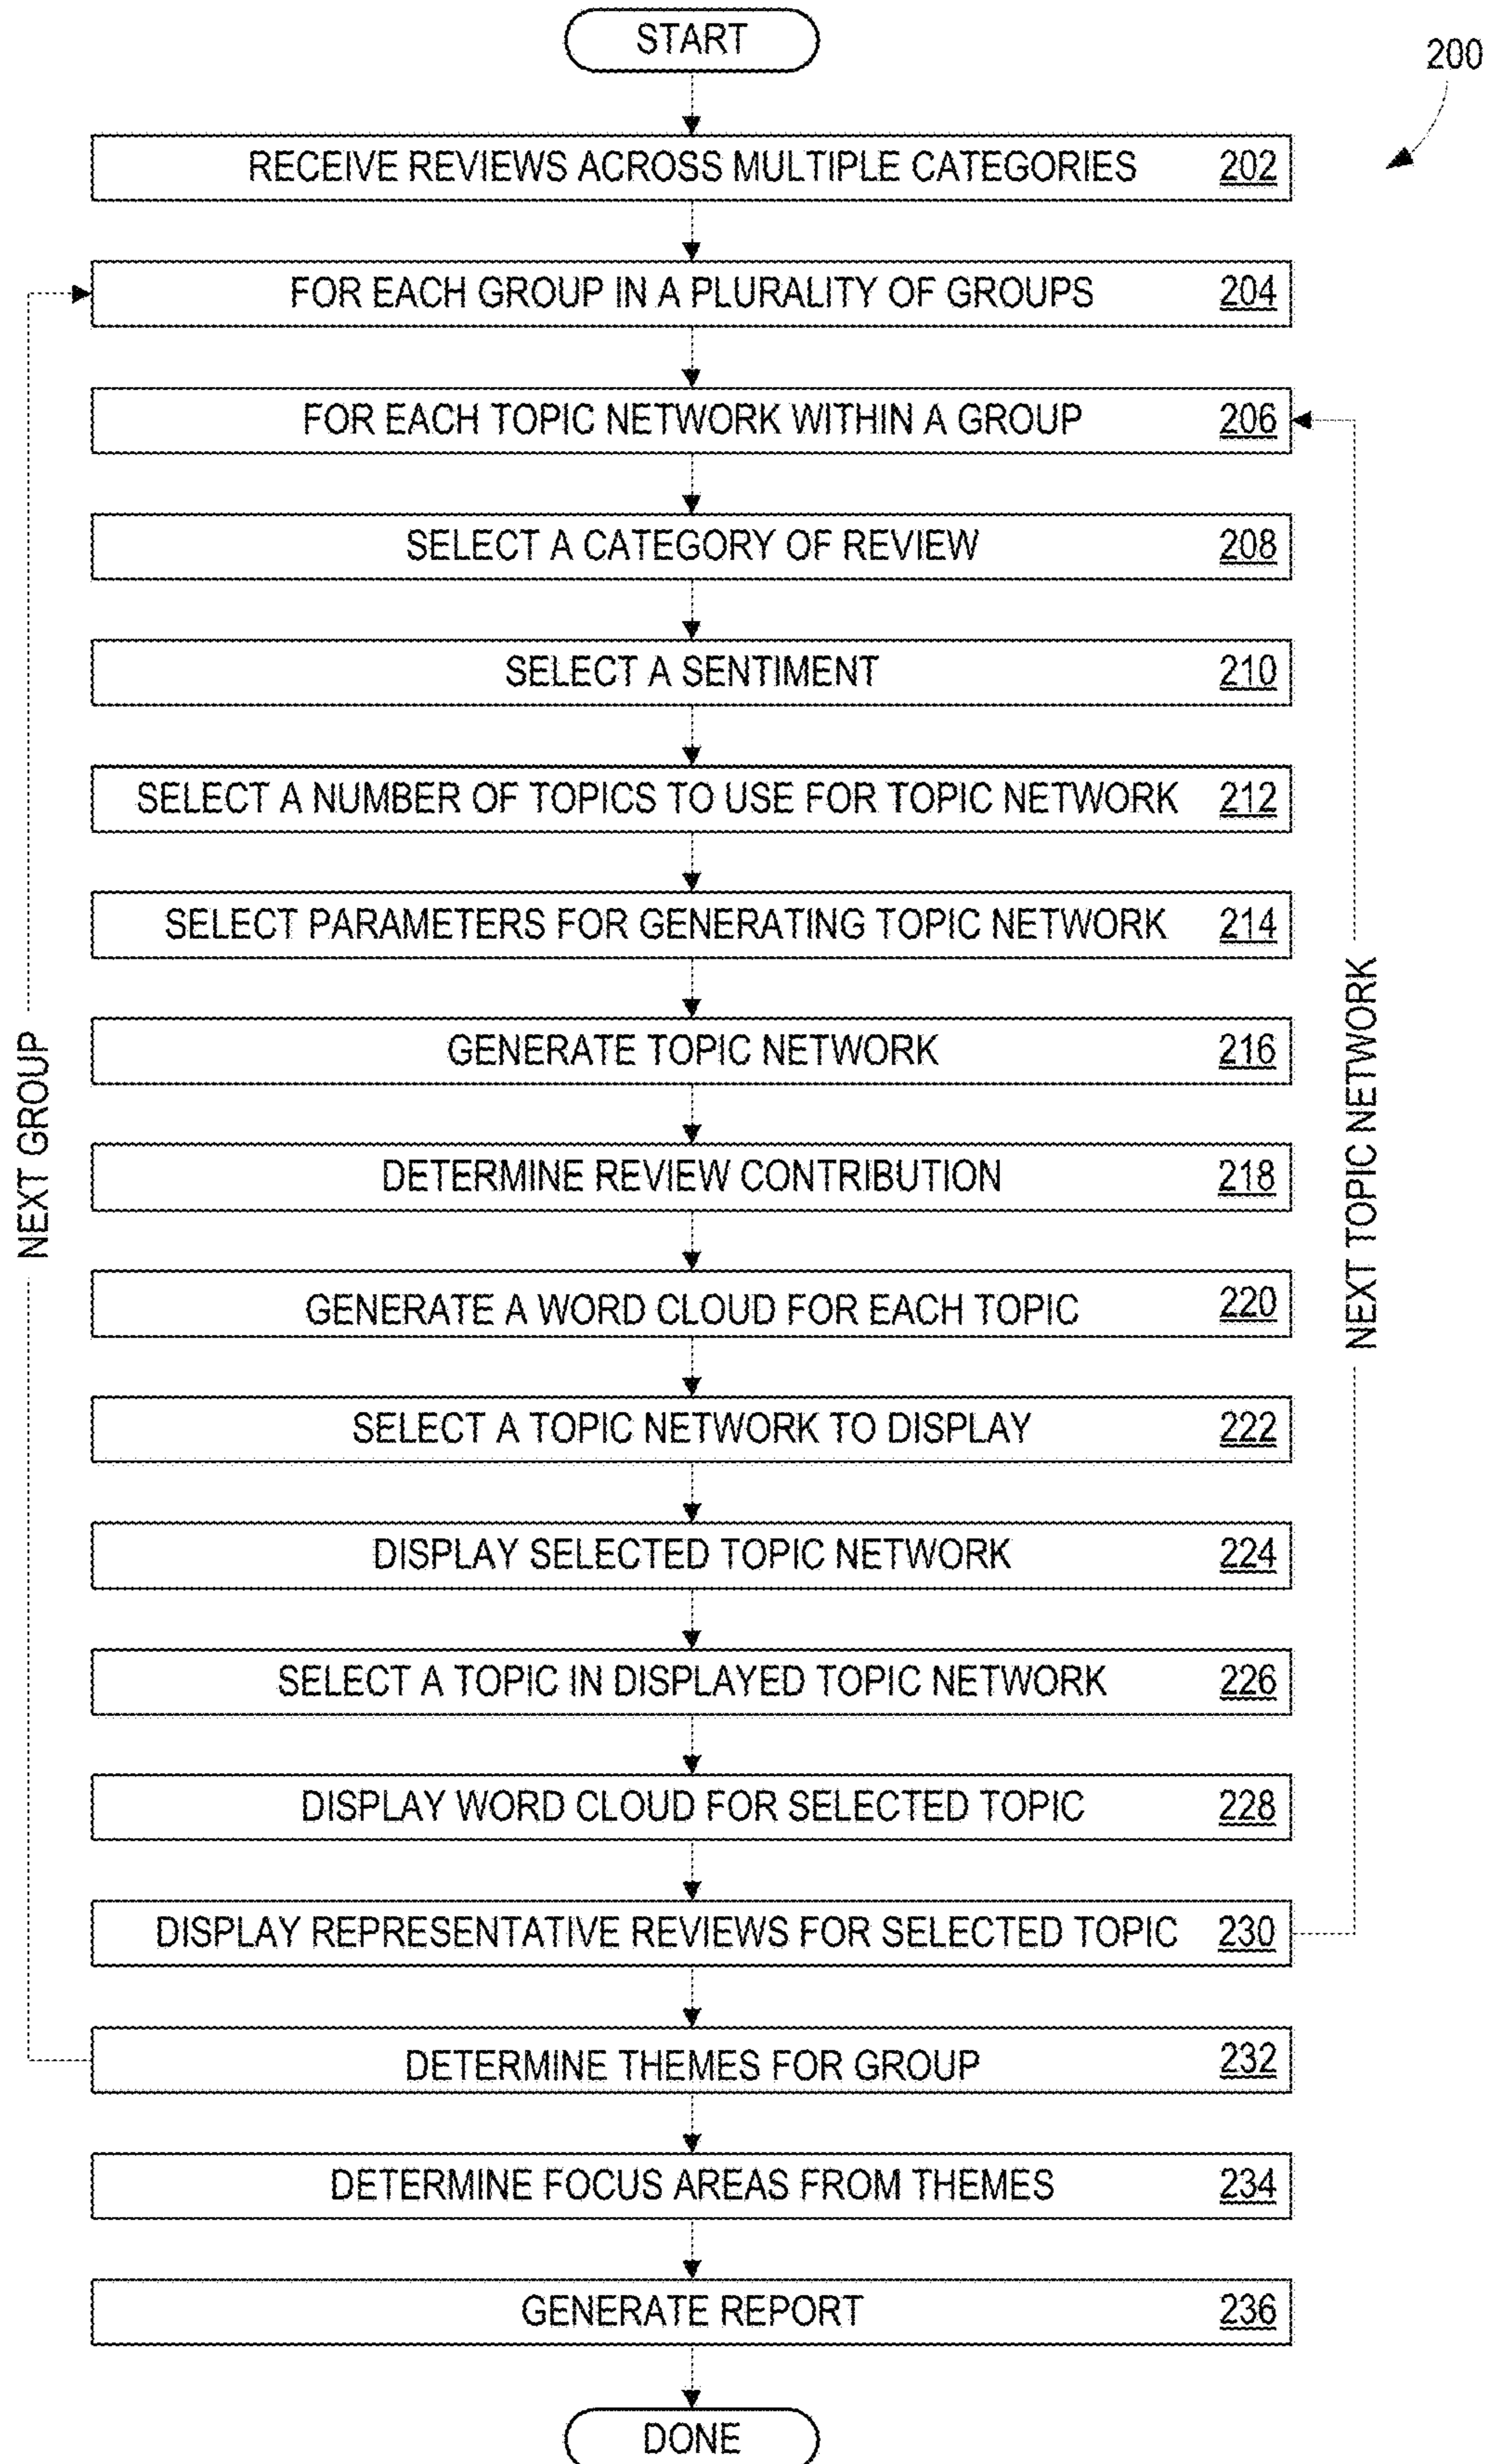 START
200
RECEIVE REVIEWS ACROSS MULTIPLE CATEGORIES 202
FOR EACH GROUP IN A PLURALITY OF GROUPS 204
FOR EACH TOPIC NETWORK WITHIN A GROUP 206
SELECT A CATEGORY OF REVIEW 208
SELECT A SENTIMENT 210
SELECT A NUMBER OF TOPICS TO USE FOR TOPIC NETWORK 212
SELECT PARAMETERS FOR GENERATING TOPIC NETWORK 214
GENERATE TOPIC NETWORK 216
DETERMINE REVIEW CONTRIBUTION 218
GENERATE A WORD CLOUD FOR EACH TOPIC 220
SELECT A TOPIC NETWORK TO DISPLAY 222
DISPLAY SELECTED TOPIC NETWORK 224
SELECT A TOPIC IN DISPLAYED TOPIC NETWORK 226
DISPLAY WORD CLOUD FOR SELECTED TOPIC 228
DISPLAY REPRESENTATIVE REVIEWS FOR SELECTED TOPIC 230
DETERMINE THEMES FOR GROUP 232
DETERMINE FOCUS AREAS FROM THEMES 234
GENERATE REPORT 236
DONE
NEXT GROUP
NEXT TOPIC NETWORK